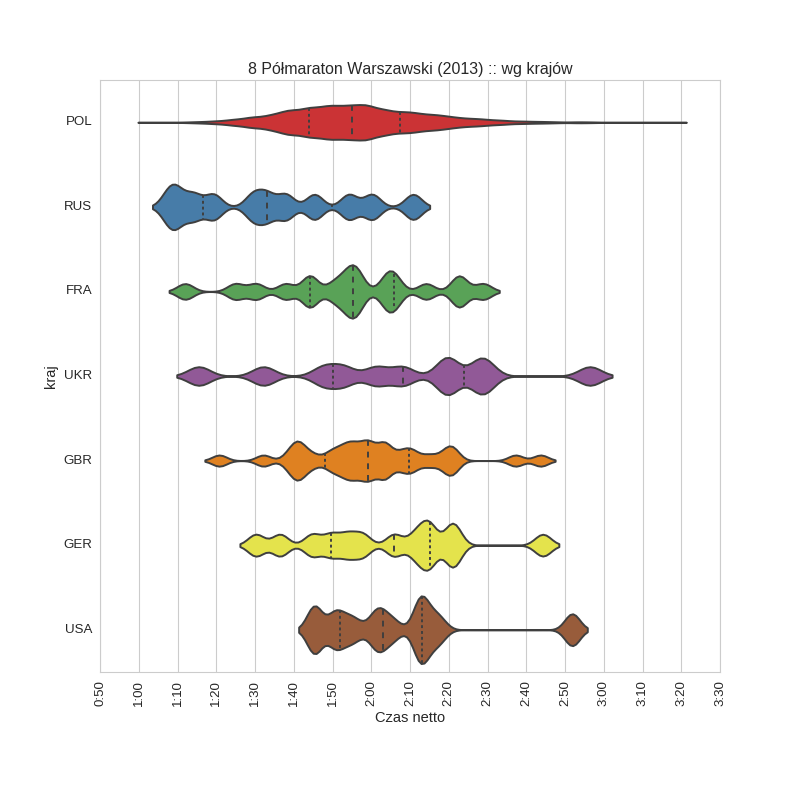 8 Półmaraton Warszawski (2013) :: wg krajów
kraj
POL
RUS
FRA
UKR
GBR
GER
USA
0:50 1:00 1:10 1:20 1:30 1:40 1:50 2:00 2:10 2:20 2:30 2:40 2:50 3:00 3:10 3:20 3:30
Czas netto